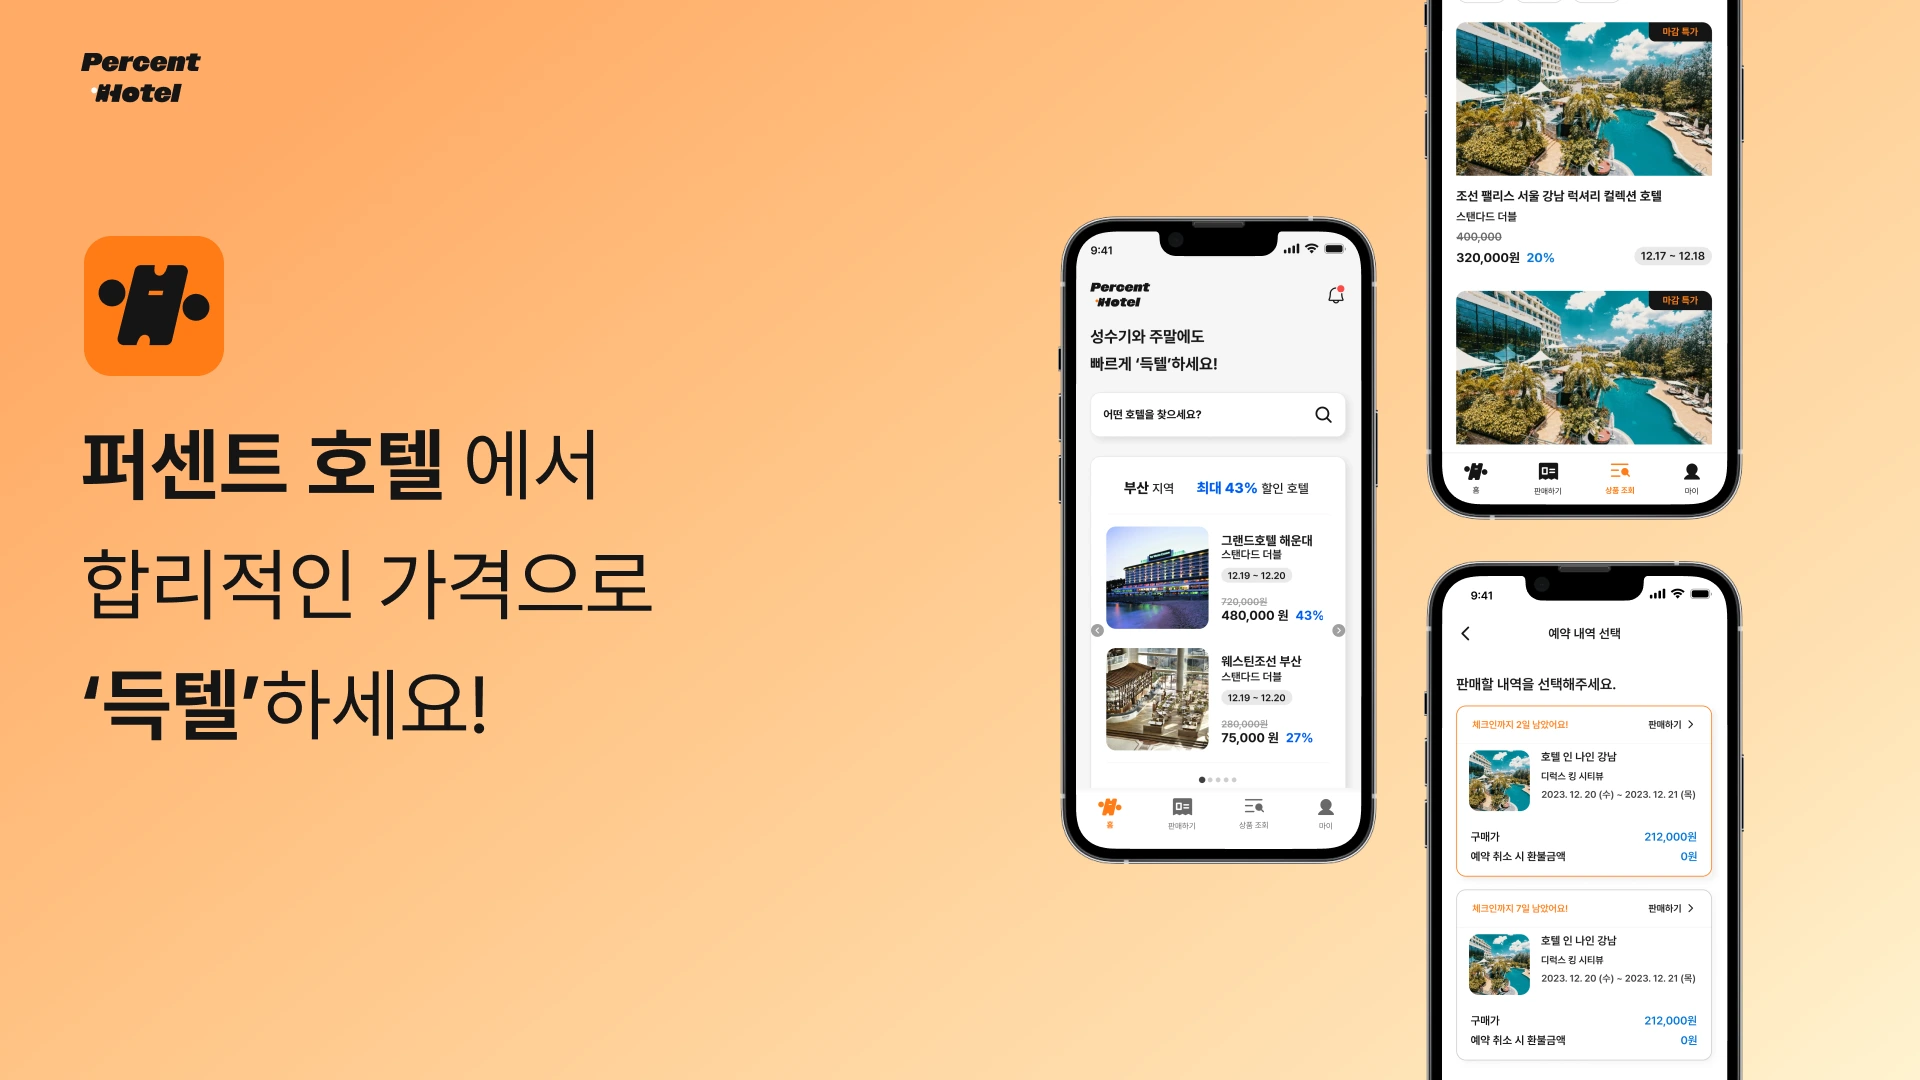 Percent
Hotel
퍼센트 호텔 에서
합리적인 가격으로
‘득텔’하세요!
9:41
Percent
Hotel
성수기와 주말에도
빠르게 ‘득텔’하세요!
어떤 호텔을 찾으세요?
부산 지역 최대 43% 할인 호텔
그랜드호텔 해운대
스탠다드 더블
12.19 ~ 12.20
720,000원
480,000 원 43%
웨스틴조선 부산
스탠다드 더블
12.19 ~ 12.20
280,000원
75,000 원 27%
홈 판매하기 상품 조회 마이
마감 특가
조선 팰리스 서울 강남 럭셔리 컬렉션 호텔
스탠다드 더블
400,000
320,000원 20% 12.17 ~ 12.18
마감 특가
홈 판매하기 상품 조회 마이
9:41
예약 내역 선택
판매할 내역을 선택해주세요.
체크인까지 2일 남았어요! 판매하기
호텔 인 나인 강남
디럭스 킹 시티뷰
2023. 12. 20 (수) ~ 2023. 12. 21 (목)
구매가 212,000원
예약 취소 시 환불금액 0원
체크인까지 7일 남았어요! 판매하기
호텔 인 나인 강남
디럭스 킹 시티뷰
2023. 12. 20 (수) ~ 2023. 12. 21 (목)
구매가 212,000원
예약 취소 시 환불금액 0원